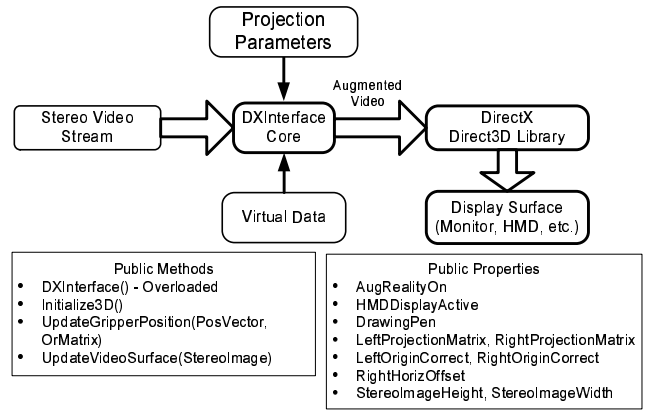 Projection
Parameters
Augmented
Video
Stereo Video
Stream
DXInterface
Core
DirectX
Direct3D Library
Virtual Data
Display Surface
(Monitor, HMD, etc.)
Public Methods
• DXInterface() - Overloaded
• Initialize3D()
• UpdateGripperPosition(PosVector,
OrMatrix)
• UpdateVideoSurface(StereoImage)
Public Properties
• AugRealityOn
• HMDDisplayActive
• DrawingPen
• LeftProjectionMatrix, RightProjectionMatrix
• LeftOriginCorrect, RightOriginCorrect
• RightHorizOffset
• StereoImageHeight, StereoImageWidth